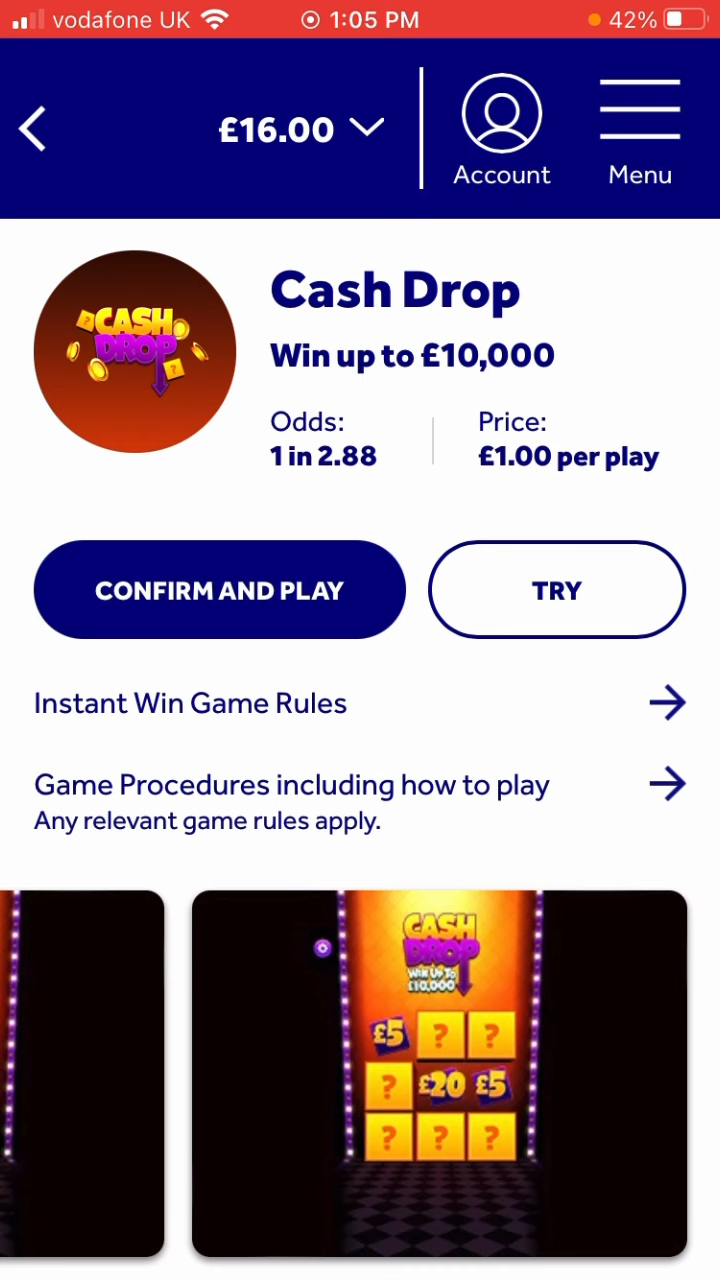 vodafone UK
1:05 PM
42%
£16.00
Account
Menu
CASH
DROP
Cash Drop
Win up to £10,000
Odds:
1 in 2.88
Price:
£1.00 per play
CONFIRM AND PLAY
TRY
Instant Win Game Rules
Game Procedures including how to play
Any relevant game rules apply.
CASH
DROP
WIN UP TO
£10,000
£5 ? ?
? £20 £5
? ? ?